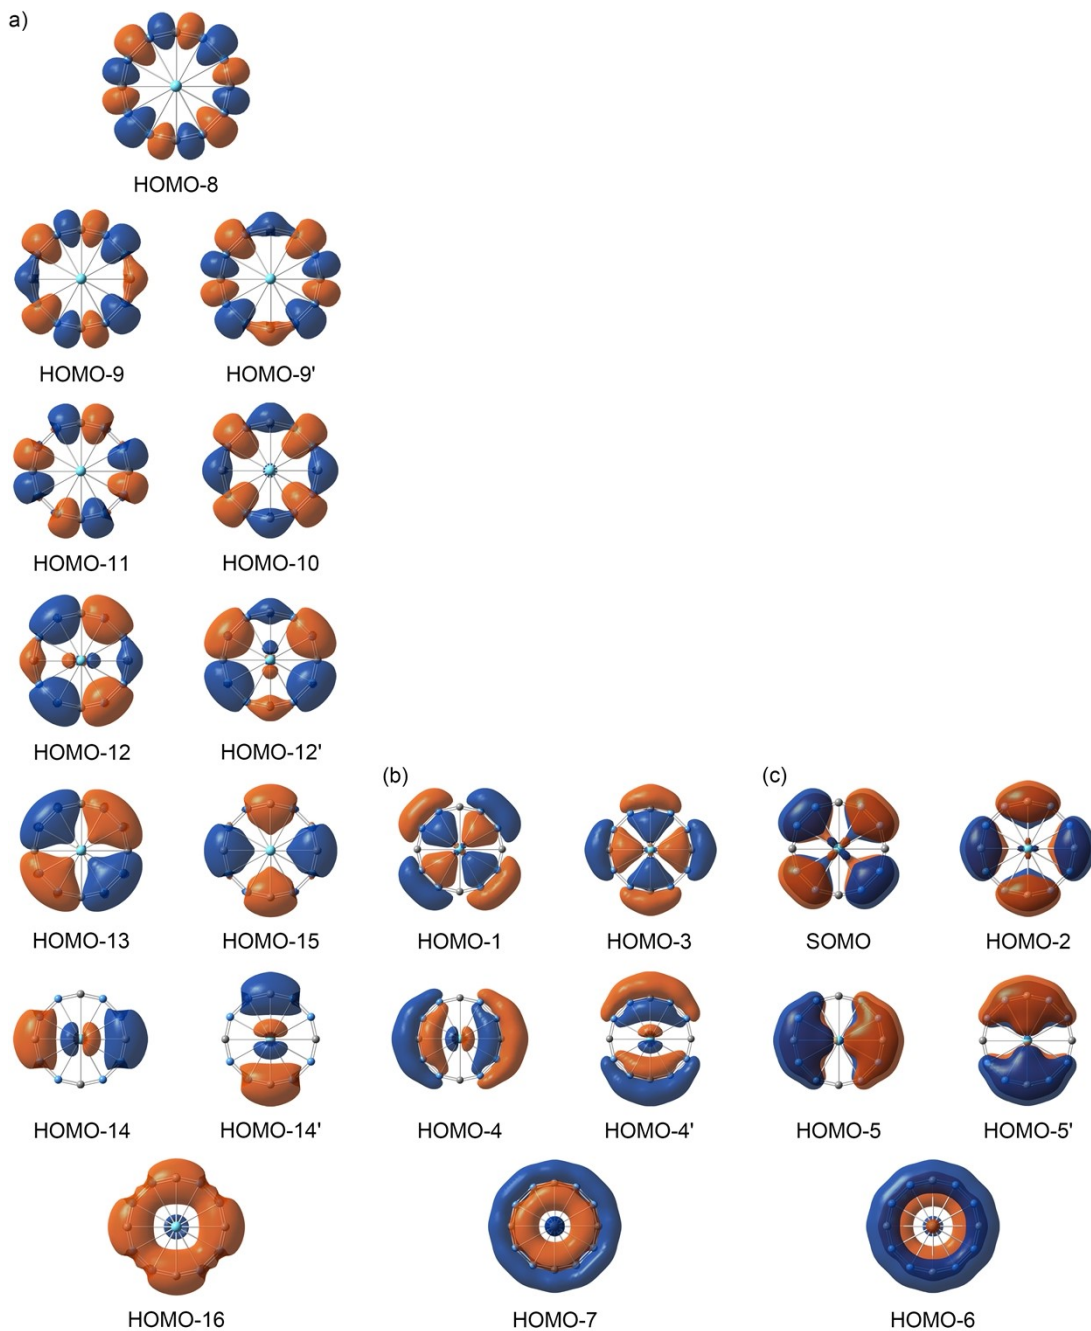 a)
HOMO-8
HOMO-9 HOMO-9'
HOMO-11 HOMO-10
HOMO-12 HOMO-12'
(b) (c)
HOMO-13 HOMO-15 HOMO-1 HOMO-3 SOMO HOMO-2
HOMO-14 HOMO-14' HOMO-4 HOMO-4' HOMO-5 HOMO-5'
HOMO-16 HOMO-7 HOMO-6